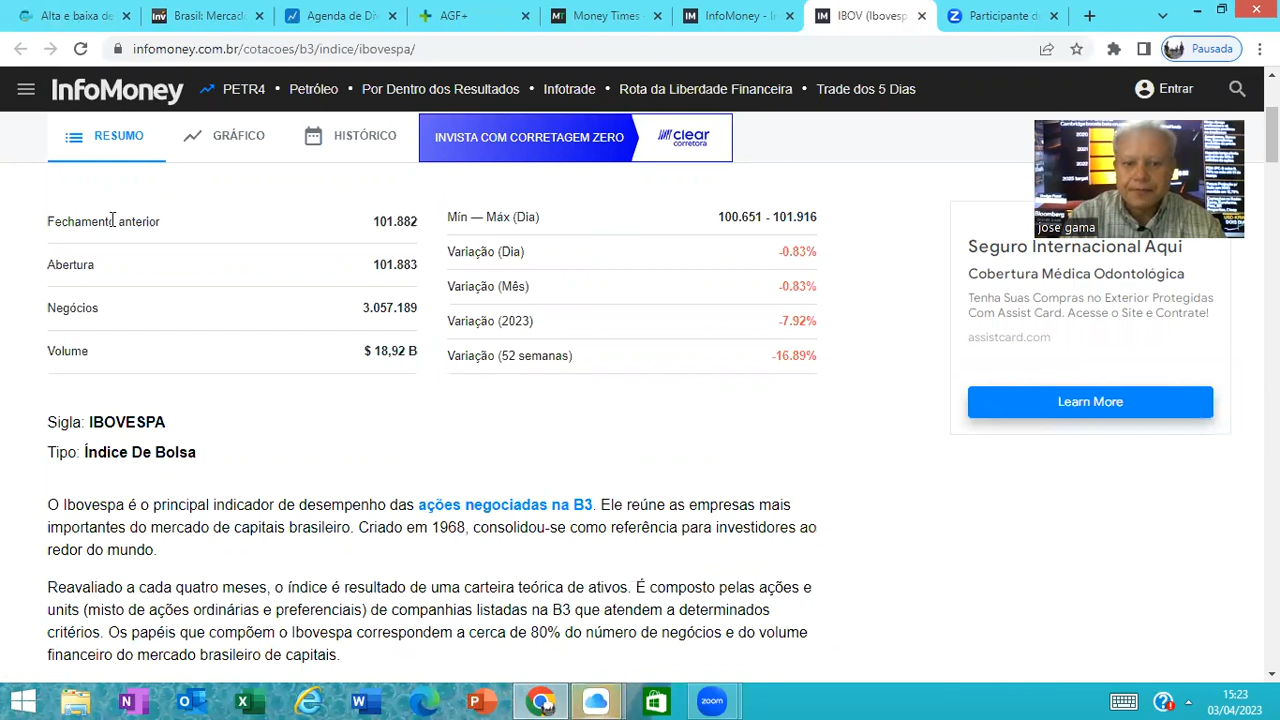 Alta e baixa de
Brasil: Mercado
Agenda de Di
AGF+
Money Times
InfoMoney - In
IBOV (Ibovesp
Participante d
infomoney.com.br/cotacoes/b3/indice/ibovespa/
Pausada
InfoMoney
PETR4 • Petróleo • Por Dentro dos Resultados • Infotrade • Rota da Liberdade Financeira • Trade dos 5 Dias
Entrar
RESUMO
GRÁFICO
HISTÓRICO
INVISTA COM CORRETAGEM ZERO
clear
corretora
Bloomberg
jose gama
Fechamento anterior 101.882
Abertura 101.883
Negócios 3.057.189
Volume $ 18,92 B
Mín — Máx (Dia) 100.651 - 101.916
Variação (Dia) -0.83%
Variação (Mês) -0.83%
Variação (2023) -7.92%
Variação (52 semanas) -16.89%
Seguro Internacional Aqui
Cobertura Médica Odontológica
Tenha Suas Compras no Exterior Protegidas
Com Assist Card. Acesse o Site e Contrate!
assistcard.com
Learn More
Sigla: IBOVESPA
Tipo: Índice De Bolsa
O Ibovespa é o principal indicador de desempenho das ações negociadas na B3. Ele reúne as empresas mais
importantes do mercado de capitais brasileiro. Criado em 1968, consolidou-se como referência para investidores ao
redor do mundo.
Reavaliado a cada quatro meses, o índice é resultado de uma carteira teórica de ativos. É composto pelas ações e
units (misto de ações ordinárias e preferenciais) de companhias listadas na B3 que atendem a determinados
critérios. Os papéis que compõem o Ibovespa correspondem a cerca de 80% do número de negócios e do volume
financeiro do mercado brasileiro de capitais.
zoom
15:23
03/04/2023